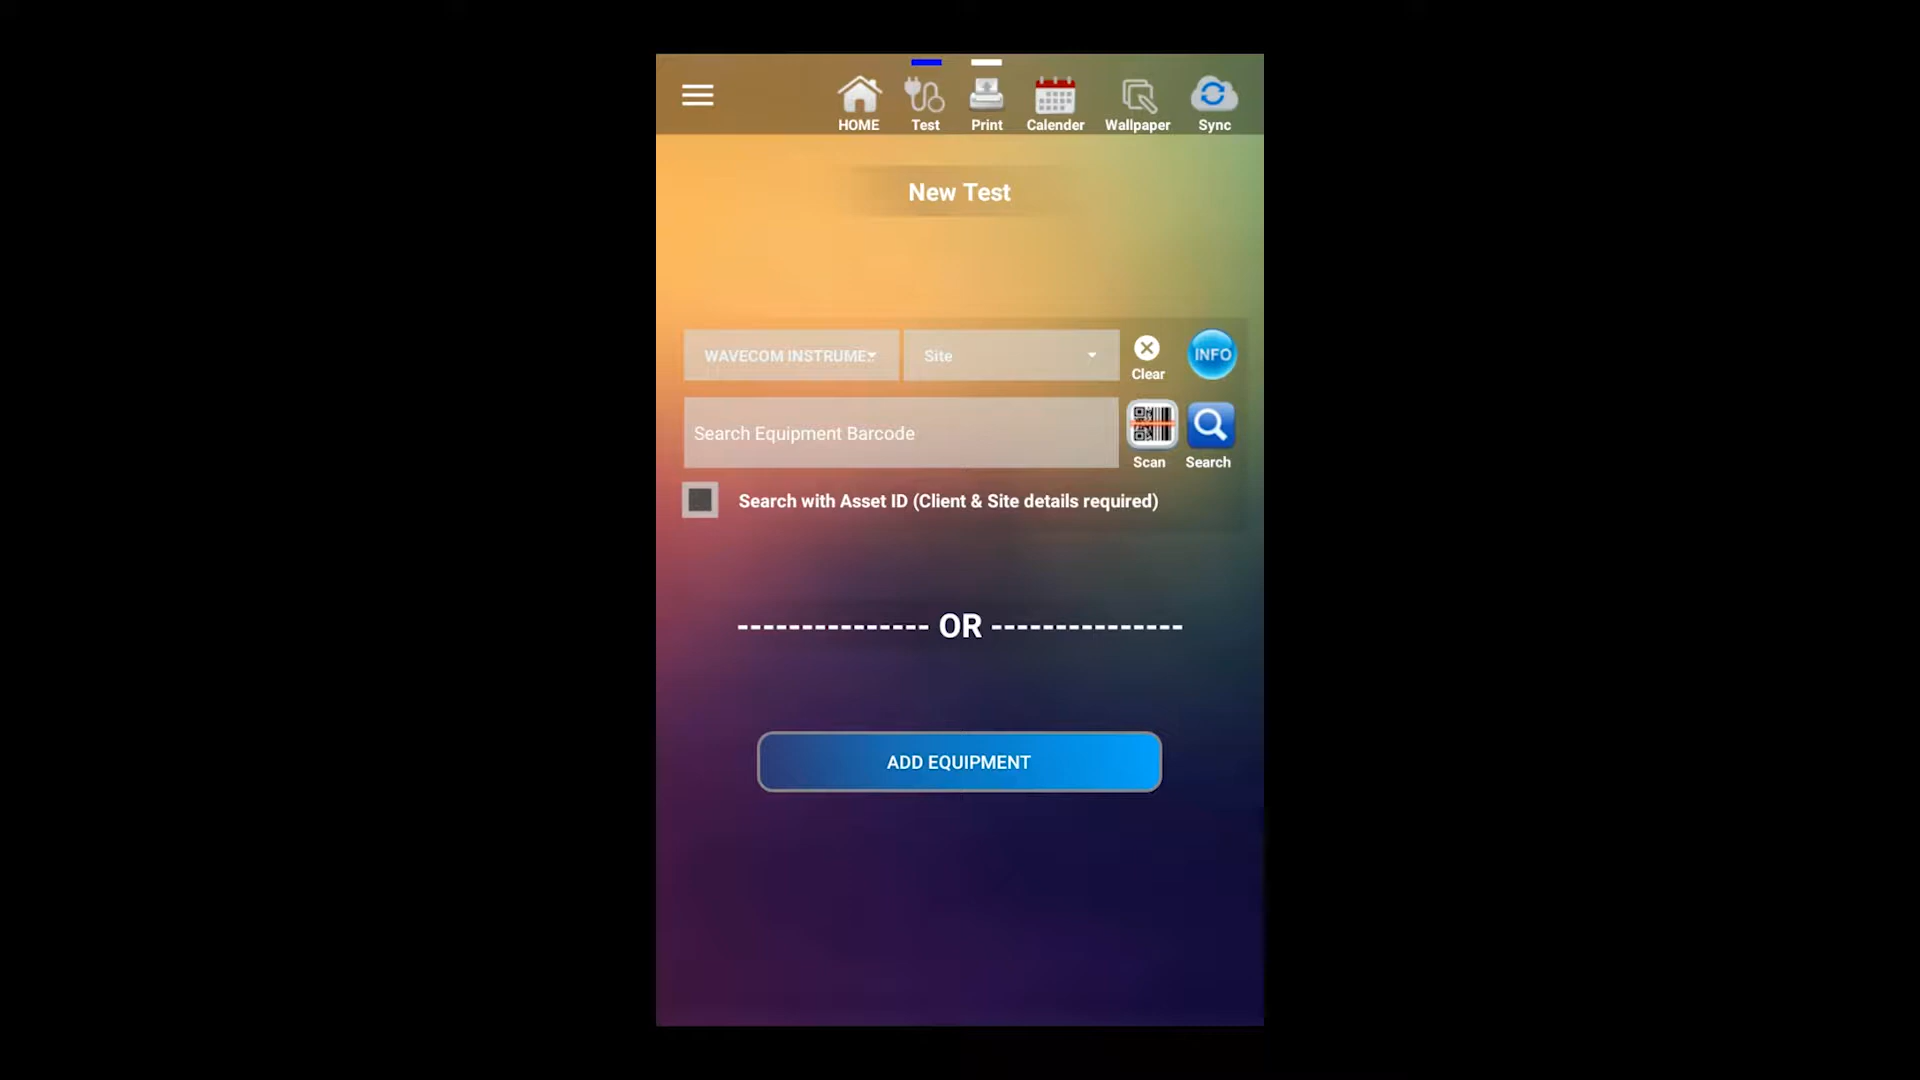 HOME Test Print Calender Wallpaper Sync
New Test
WAVECOM INSTRUME.. Site
Clear
INFO
Search Equipment Barcode
Scan Search
Search with Asset ID (Client & Site details required)
--------------- OR ---------------
ADD EQUIPMENT